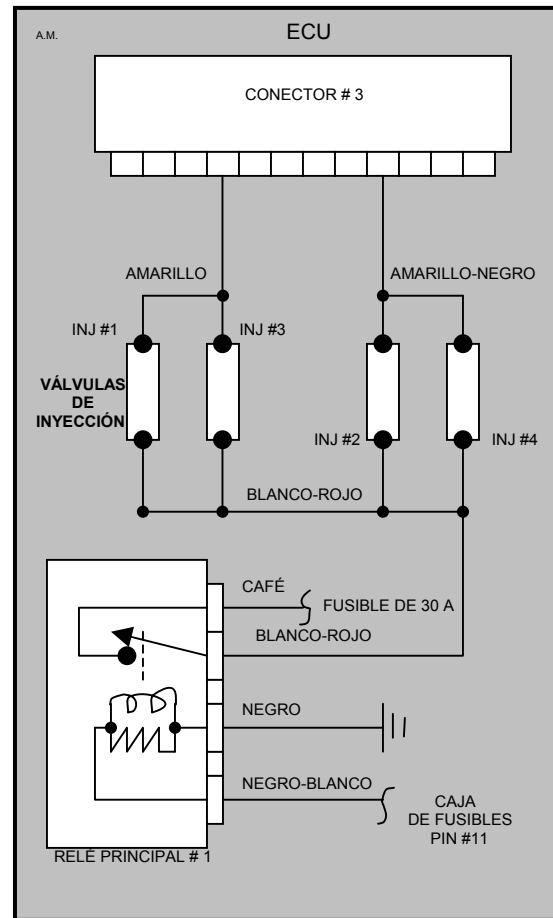 A.M.
ECU
CONECTOR # 3
AMARILLO
AMARILLO-NEGRO
INJ #1
INJ #3
VÁLVULAS
DE
INYECCIÓN
INJ #2
INJ #4
BLANCO-ROJO
CAFÉ
FUSIBLE DE 30 A
BLANCO-ROJO
NEGRO
NEGRO-BLANCO
CAJA
DE FUSIBLES
PIN #11
RELÉ PRINCIPAL # 1